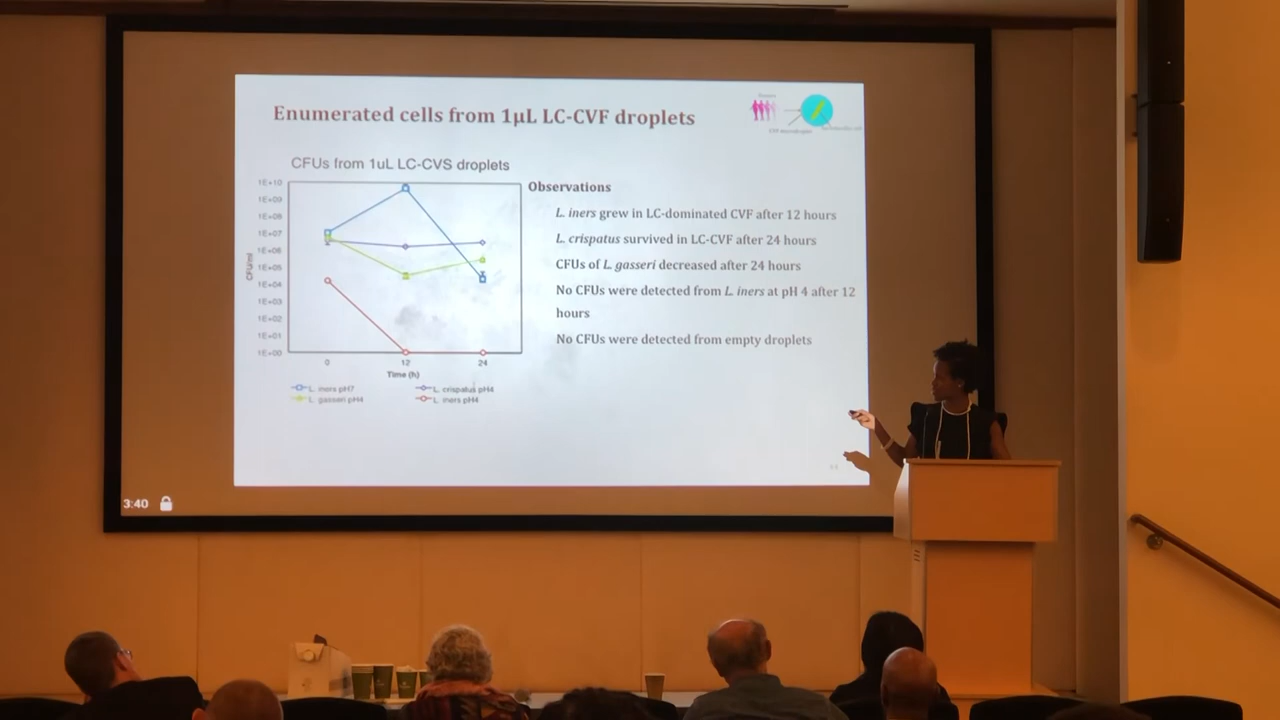 Enumerated cells from 1µL LC-CVF droplets
CFUs from 1uL LC-CVS droplets
1E+10
1E+09
1E+08
1E+07
1E+06
1E+05
1E+04
1E+03
1E+02
1E+01
1E+00
CFU/ml
0
12
24
Time (h)
L. iners pH7
L. crispatus pH4
L. gasseri pH4
L. iners pH4
Observations
L. iners grew in LC-dominated CVF after 12 hours
L. crispatus survived in LC-CVF after 24 hours
CFUs of L. gasseri decreased after 24 hours
No CFUs were detected from L. iners at pH 4 after 12
hours
No CFUs were detected from empty droplets
3:40